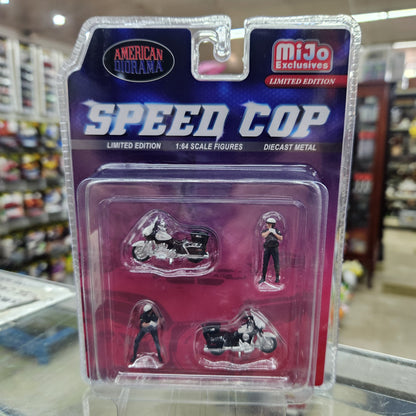 AMERICAN
DIORAMA
MiJo
Exclusives
LIMITED EDITION
SPEED COP
LIMITED EDITION 1:64 SCALE FIGURES DIECAST METAL